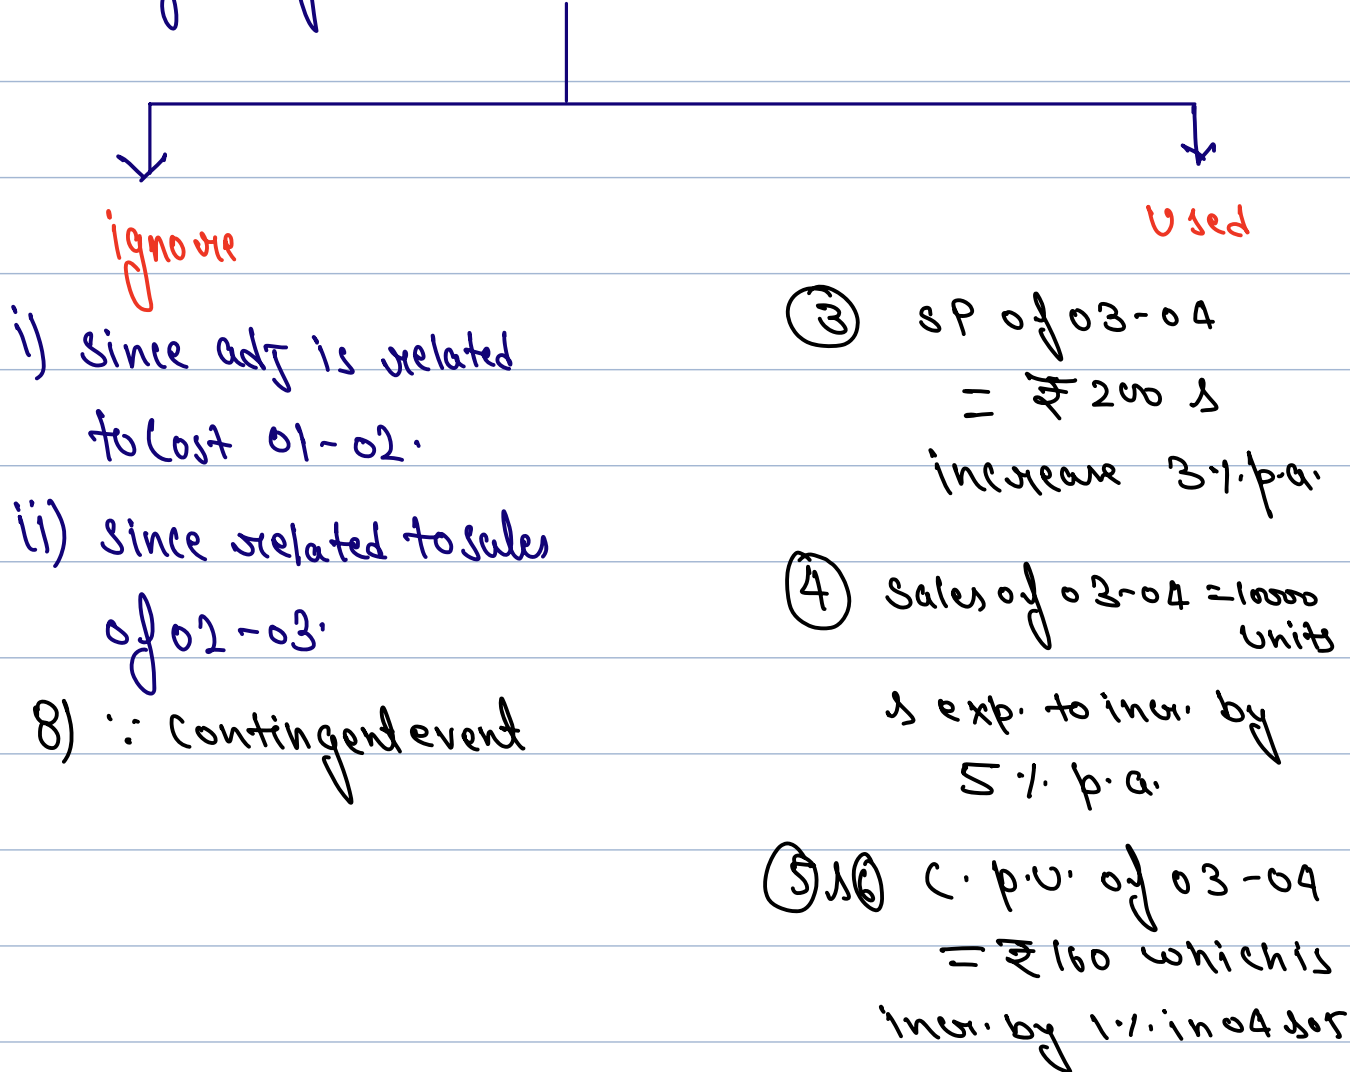 ignore
i) since adj is related
to cost 01-02.
ii) since related to sales
of 02-03.
8) ∵ contingent event
Used
③ SP of 03-04
= ₹ 200 &
increase 3% p.a.
④ sales of 03-04 = 10000
units
& exp. to incr. by
5% p.a.
⑤ & ⑥ C. p.u. of 03-04
= ₹ 160 which is
incr. by 1% in 04 & 05